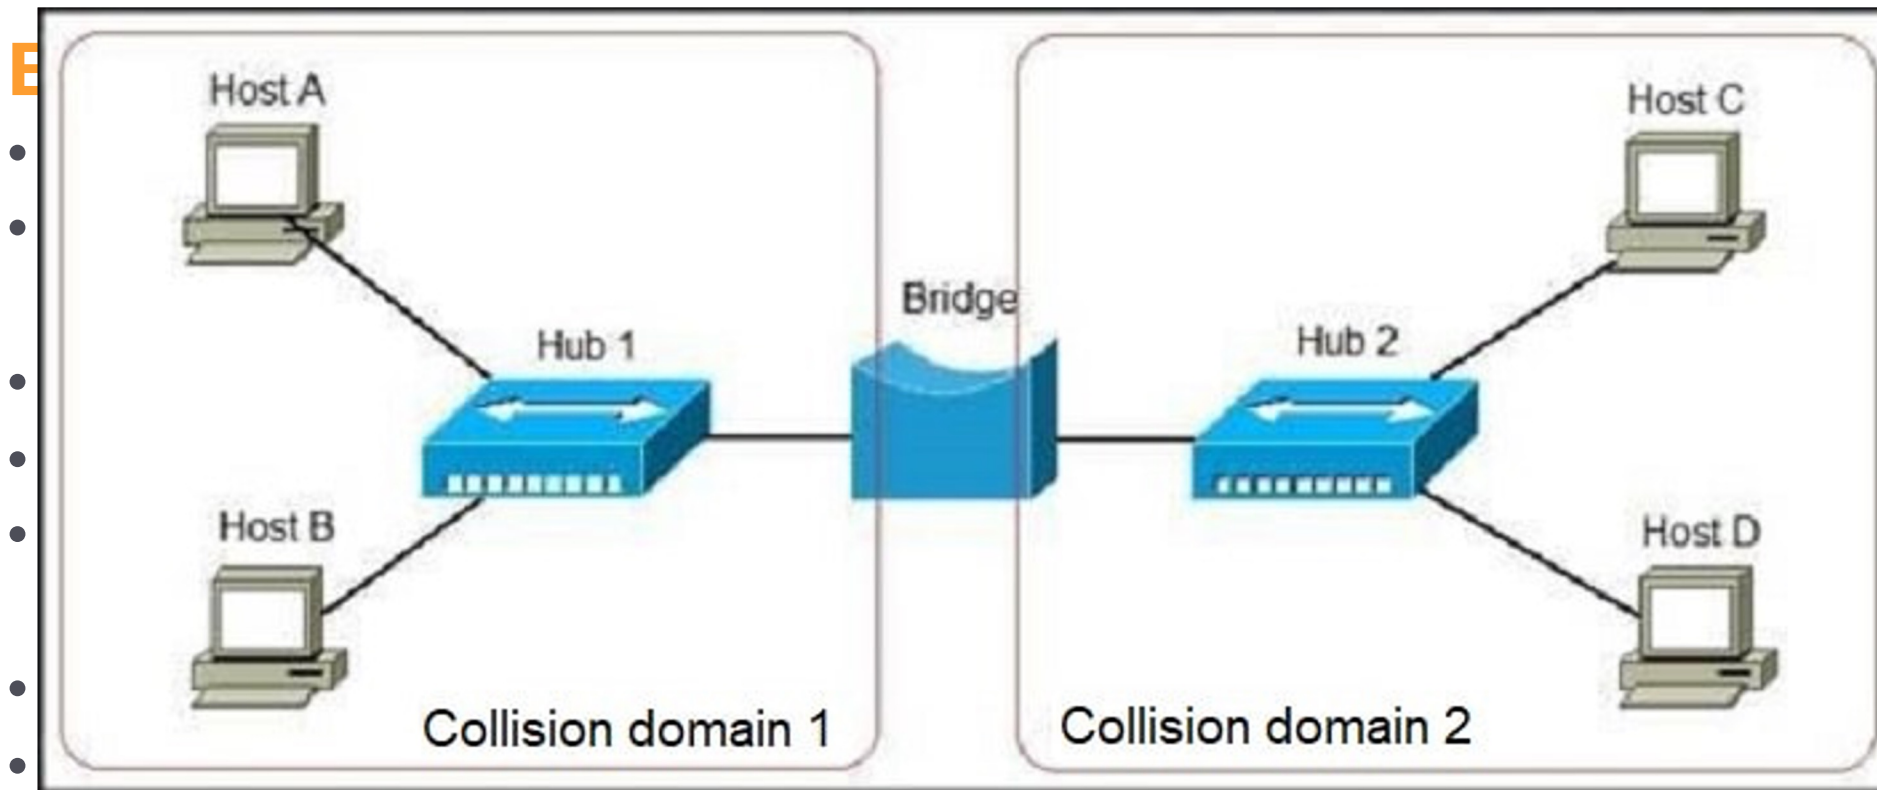 Host A
Host C
Bridge
Hub 1
Hub 2
Host B
Host D
Collision domain 1
Collision domain 2